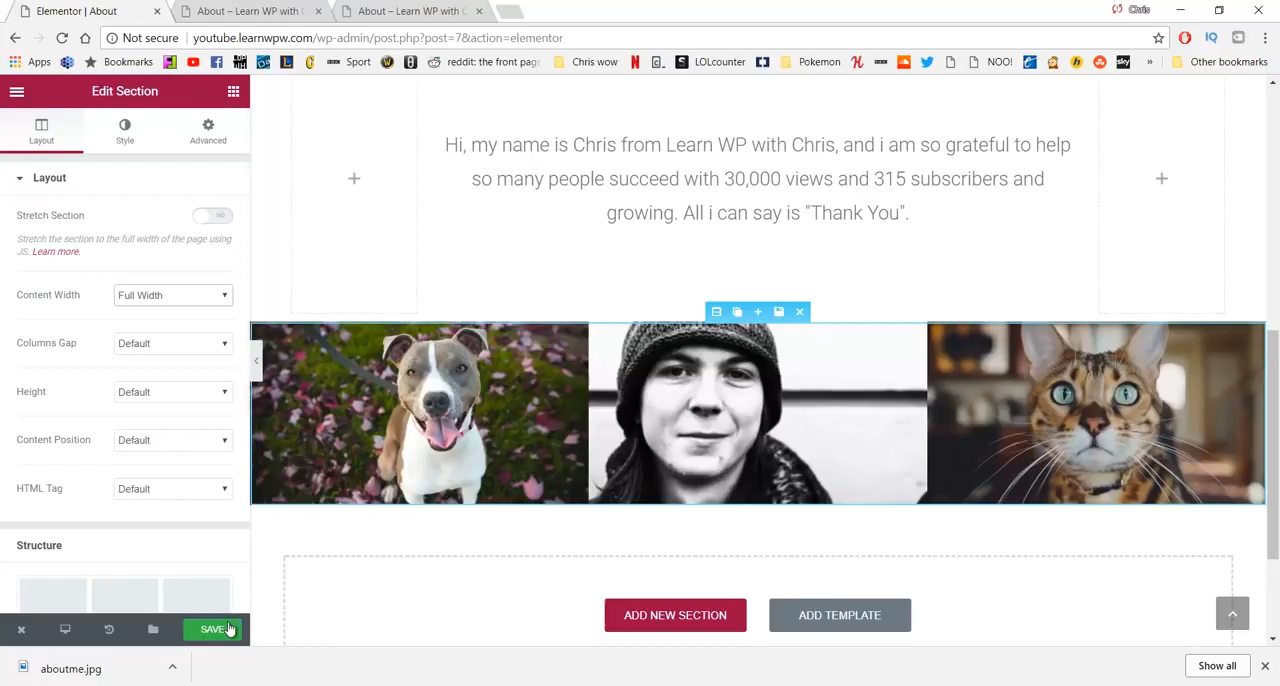 Elementor | About
About – Learn WP with
About – Learn WP with
Chris
Not secure youtube.learnwpw.com/wp-admin/post.php?post=7&action=elementor
Apps Bookmarks Sport reddit: the front pag Chris wow LOLcounter Pokemon NOO! sky » Other bookmarks
Edit Section
Layout Style Advanced
Layout
Stretch Section NO
Stretch the section to the full width of the page using
JS. Learn more.
Content Width Full Width
Columns Gap Default
Height Default
Content Position Default
HTML Tag Default
Structure
SAVE
Hi, my name is Chris from Learn WP with Chris, and i am so grateful to help
so many people succeed with 30,000 views and 315 subscribers and
growing. All i can say is "Thank You".
ADD NEW SECTION
ADD TEMPLATE
aboutme.jpg
Show all